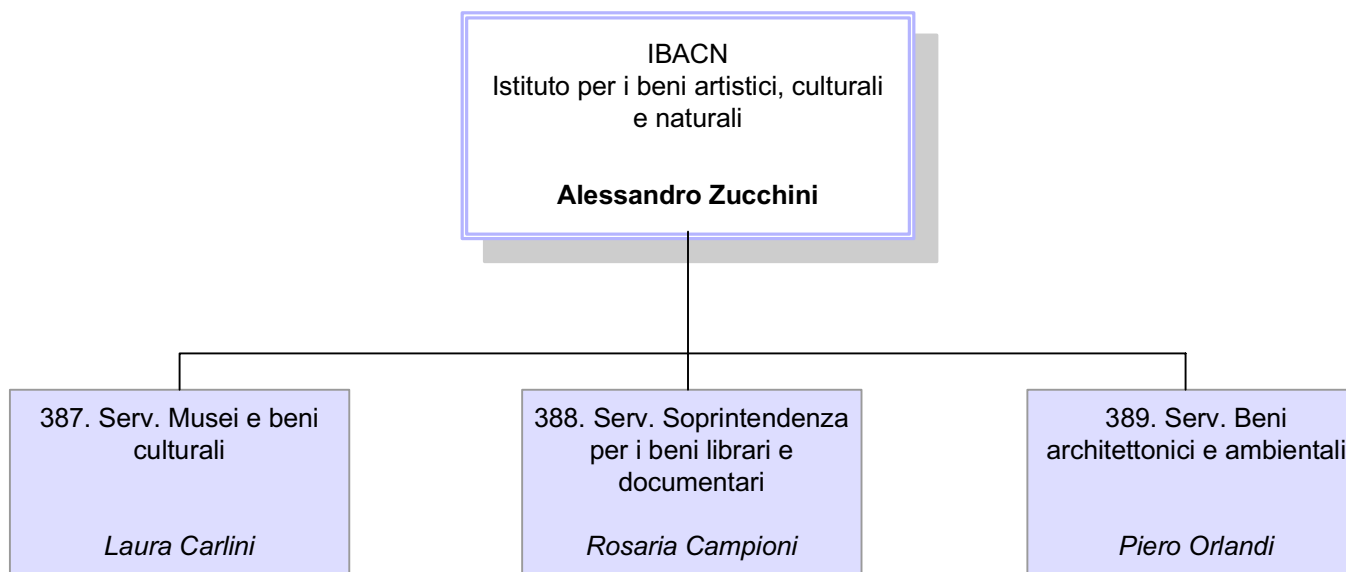 IBACN
Istituto per i beni artistici, culturali
e naturali
Alessandro Zucchini
387. Serv. Musei e beni
culturali
Laura Carlini
388. Serv. Soprintendenza
per i beni librari e
documentari
Rosaria Campioni
389. Serv. Beni
architettonici e ambientali
Piero Orlandi